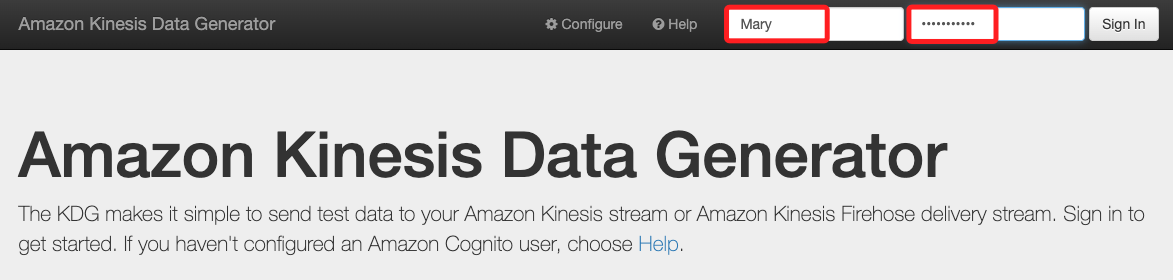 Amazon Kinesis Data Generator Configure Help Mary ••••••••••• Sign In
Amazon Kinesis Data Generator
The KDG makes it simple to send test data to your Amazon Kinesis stream or Amazon Kinesis Firehose delivery stream. Sign in to
get started. If you haven't configured an Amazon Cognito user, choose Help.